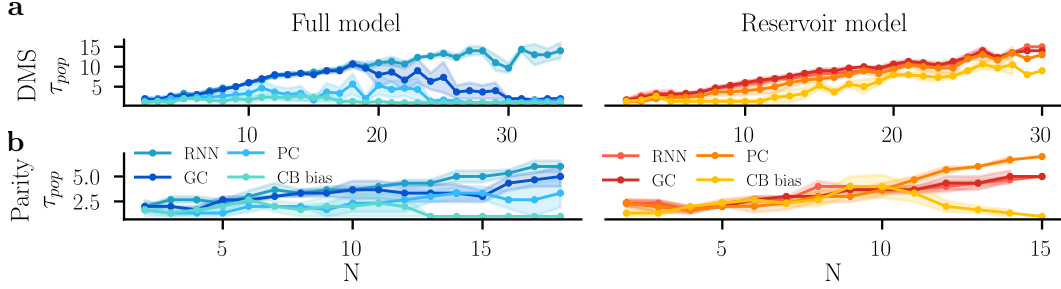 a
Full model
Reservoir model
DMS
τpop
15
10
5
10
20
30
10
20
30
b
Parity
τpop
5.0
2.5
RNN
PC
GC
CB bias
RNN
PC
GC
CB bias
5
10
15
5
10
15
N
N